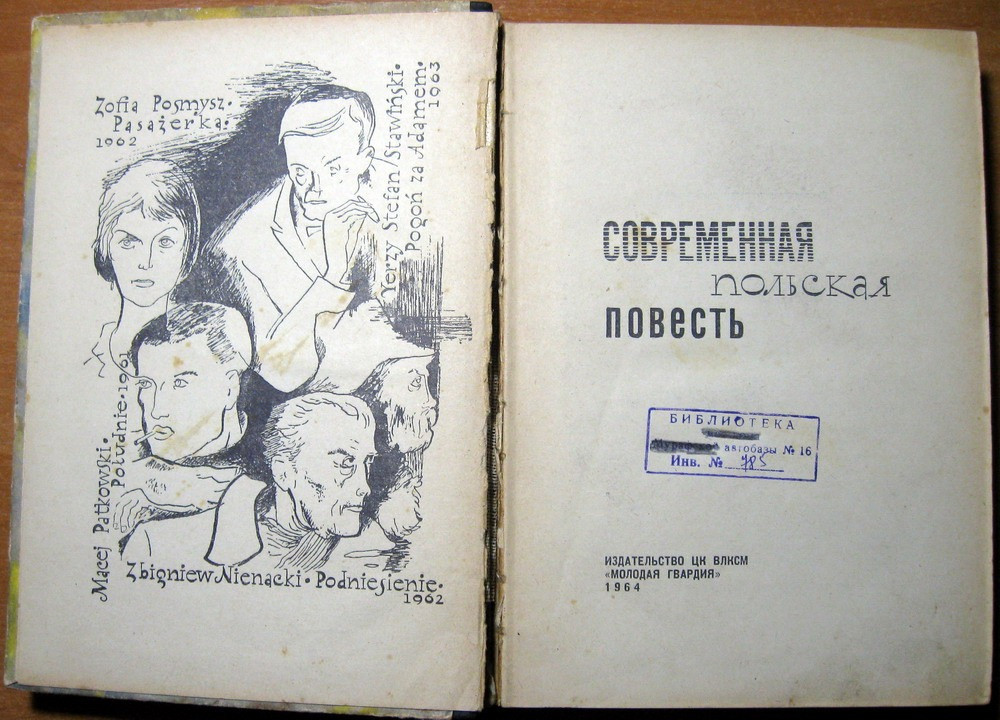 Zofia Posmysz•
Pasażerka•
1962
Jerzy Stefan Stawiński•
Pogoń za Adamem•
1963
Maciej Patkowski•
Południe•1961
Zbigniew Nienacki•Podniesienie•
1962
СОВРЕМЕННАЯ
польская
повесть
БИБЛИОТЕКА
автобазы № 16
Инв. № 785
ИЗДАТЕЛЬСТВО ЦК ВЛКСМ
«МОЛОДАЯ ГВАРДИЯ»
1964